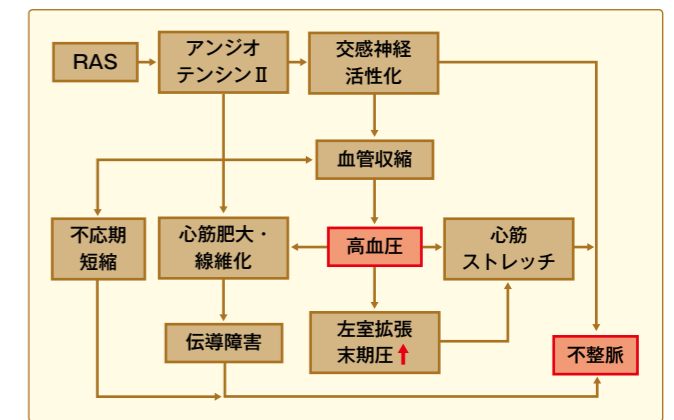 RAS
アンジオ
テンシンⅡ
交感神経
活性化
血管収縮
不応期
短縮
心筋肥大・
線維化
高血圧
心筋
ストレッチ
伝導障害
左室拡張
末期圧
不整脈